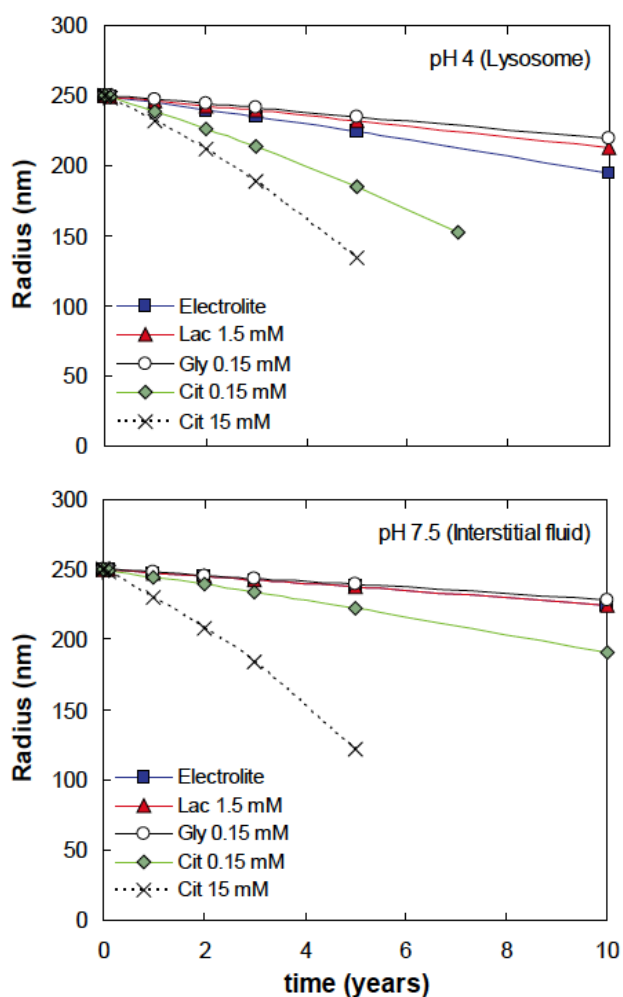 300
pH 4 (Lysosome)
250
200
150
100
50
0
Radius (nm)
Electrolite
Lac 1.5 mM
Gly 0.15 mM
Cit 0.15 mM
Cit 15 mM
300
pH 7.5 (Interstitial fluid)
250
200
150
100
50
0
Radius (nm)
Electrolite
Lac 1.5 mM
Gly 0.15 mM
Cit 0.15 mM
Cit 15 mM
0 2 4 6 8 10
time (years)